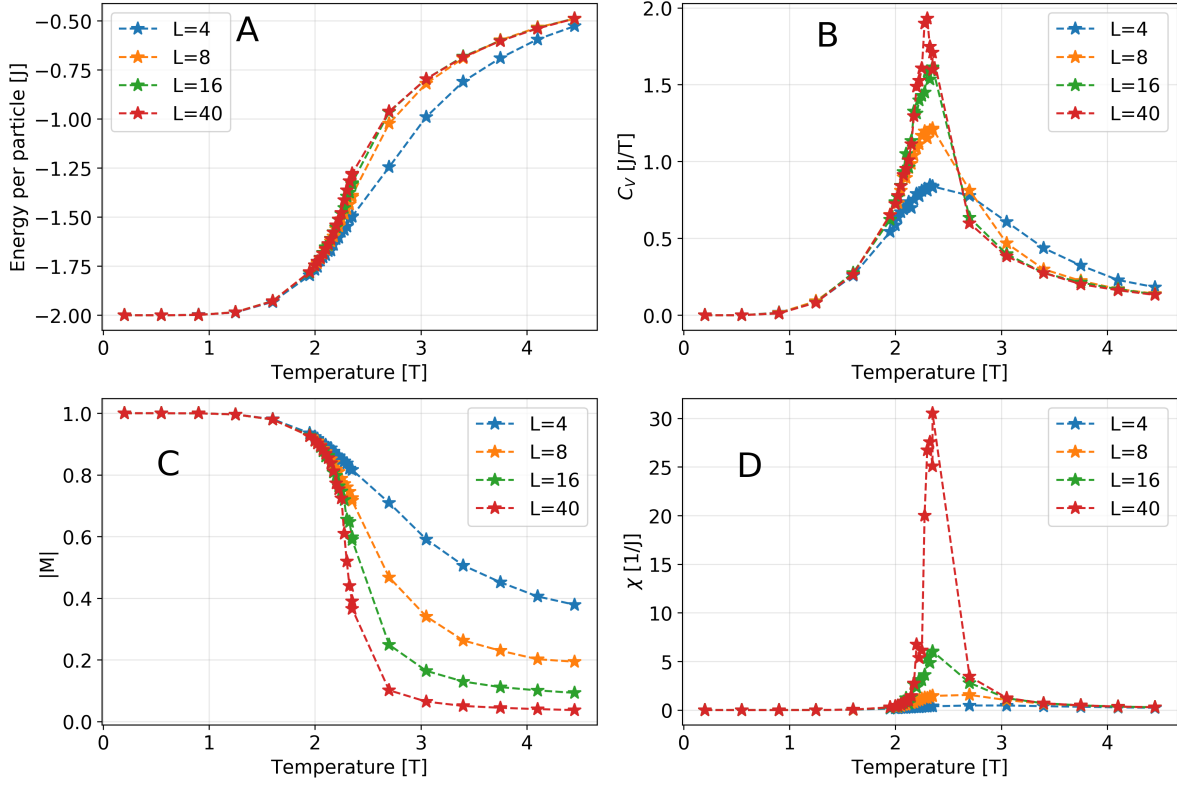 A
L=4
L=8
L=16
L=40
Energy per particle [J]
−0.50
−0.75
−1.00
−1.25
−1.50
−1.75
−2.00
0 1 2 3 4
Temperature [T]
B
L=4
L=8
L=16
L=40
C_V [J/T]
2.0
1.5
1.0
0.5
0.0
0 1 2 3 4
Temperature [T]
C
L=4
L=8
L=16
L=40
|M|
1.0
0.8
0.6
0.4
0.2
0.0
0 1 2 3 4
Temperature [T]
D
L=4
L=8
L=16
L=40
χ [1/J]
30
25
20
15
10
5
0
0 1 2 3 4
Temperature [T]